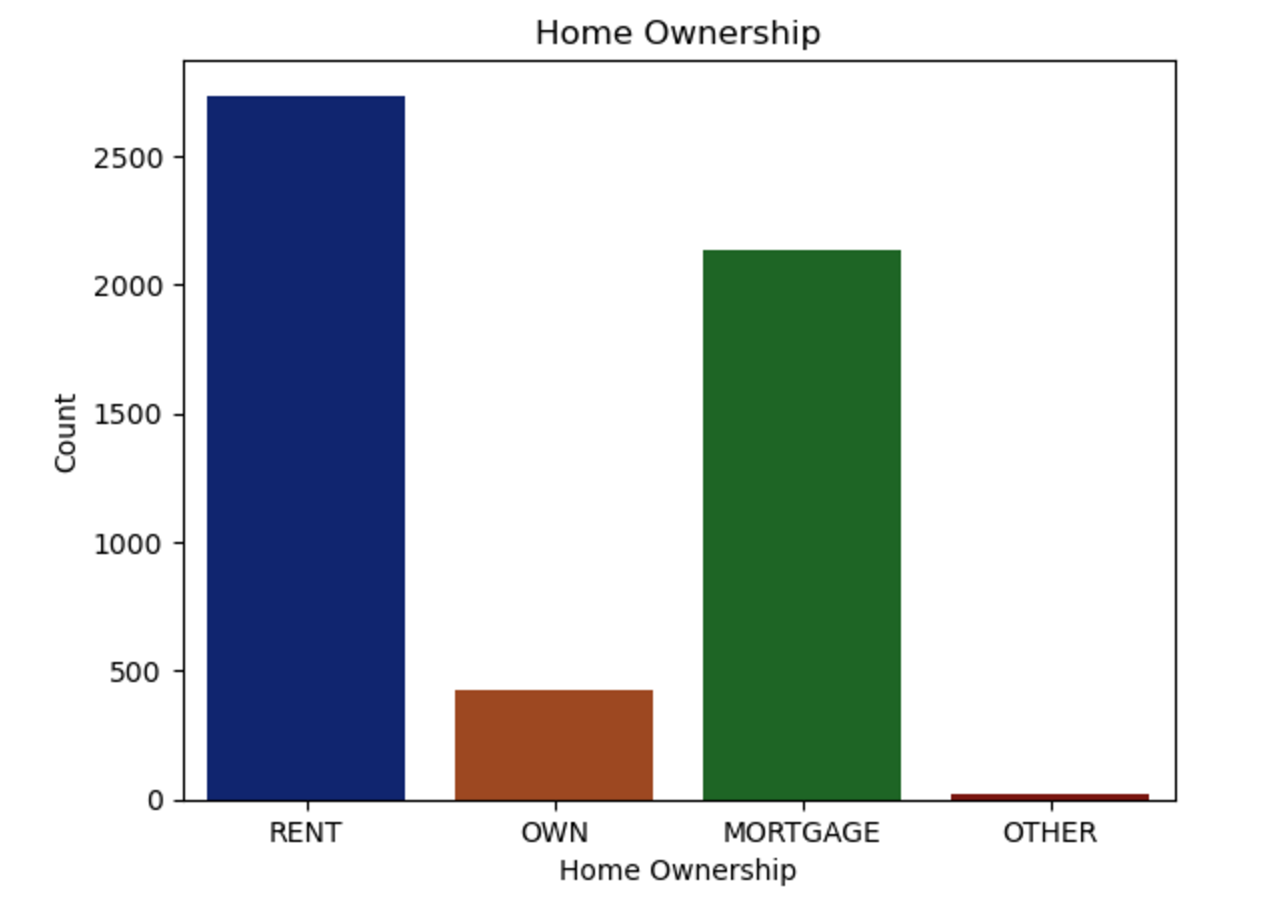 Home Ownership
2500
2000
1500
1000
500
0
Count
RENT OWN MORTGAGE OTHER
Home Ownership